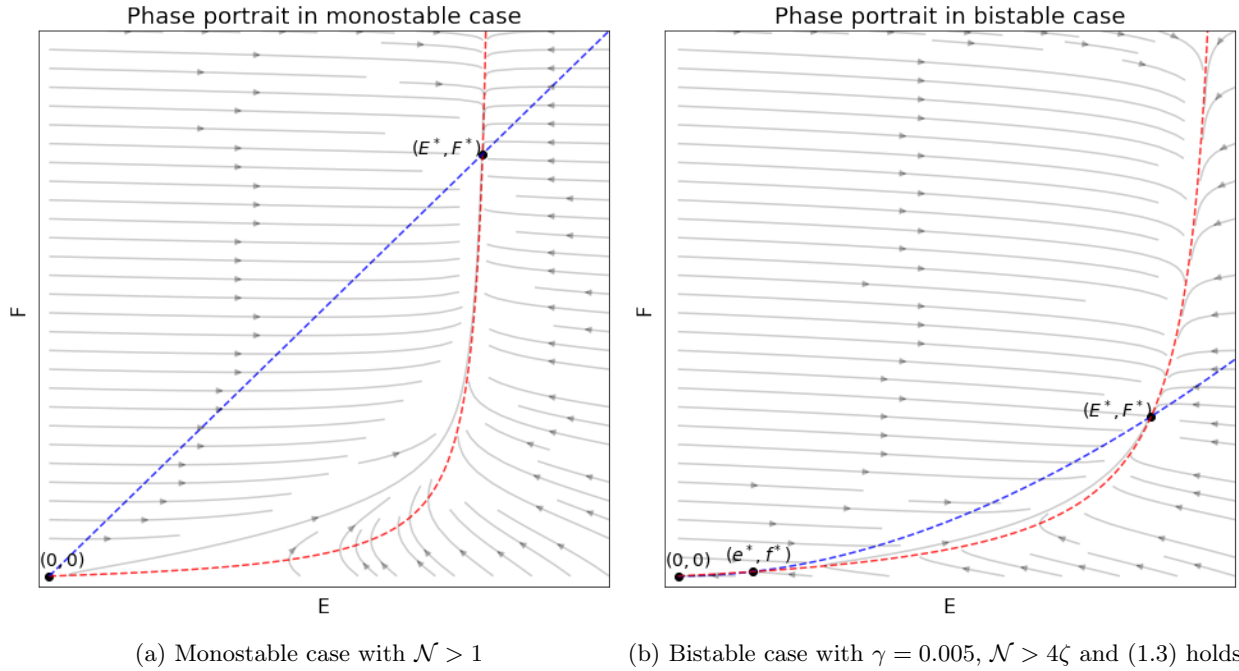 Phase portrait in monostable case
F
(E*, F*)
(0, 0)
E
(a) Monostable case with 𝒩 > 1
Phase portrait in bistable case
F
(E*, F*)
(0, 0)
(e*, f*)
E
(b) Bistable case with γ = 0.005, 𝒩 > 4ζ and (1.3) holds